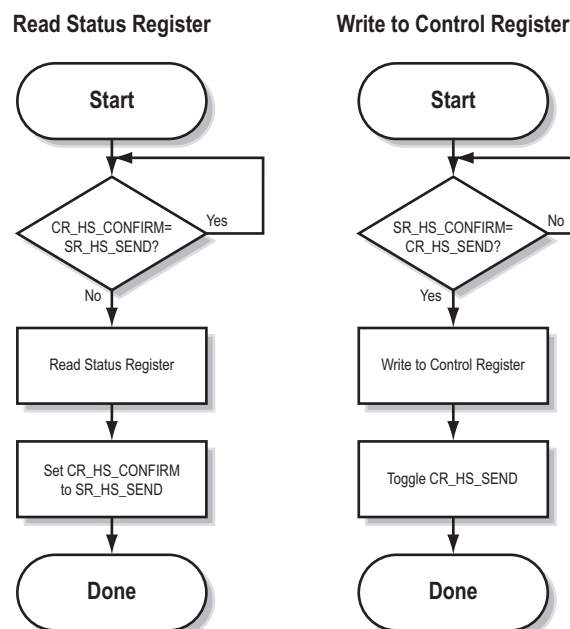 Read Status Register
Start
CR_HS_CONFIRM=
SR_HS_SEND?
Yes
No
Read Status Register
Set CR_HS_CONFIRM
to SR_HS_SEND
Done
Write to Control Register
Start
SR_HS_CONFIRM=
CR_HS_SEND?
No
Yes
Write to Control Register
Toggle CR_HS_SEND
Done